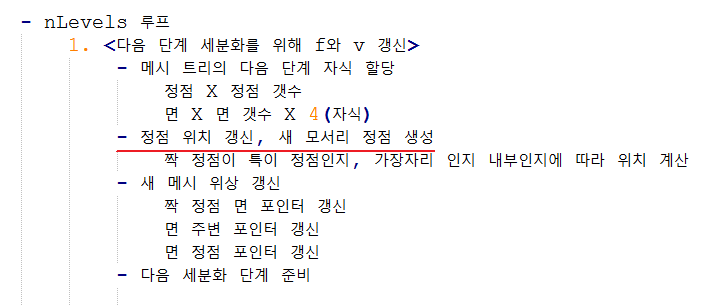 - nLevels 루프
1. <다음 단계 세분화를 위해 f와 v 갱신>
- 메시 트리의 다음 단계 자식 할당
정점 X 정점 갯수
면 X 면 갯수 X 4(자식)
- 정점 위치 갱신, 새 모서리 정점 생성
짝 정점이 특이 정점인지, 가장자리 인지 내부인지에 따라 위치 계산
- 새 메시 위상 갱신
짝 정점 면 포인터 갱신
면 주변 포인터 갱신
면 정점 포인터 갱신
- 다음 세분화 단계 준비